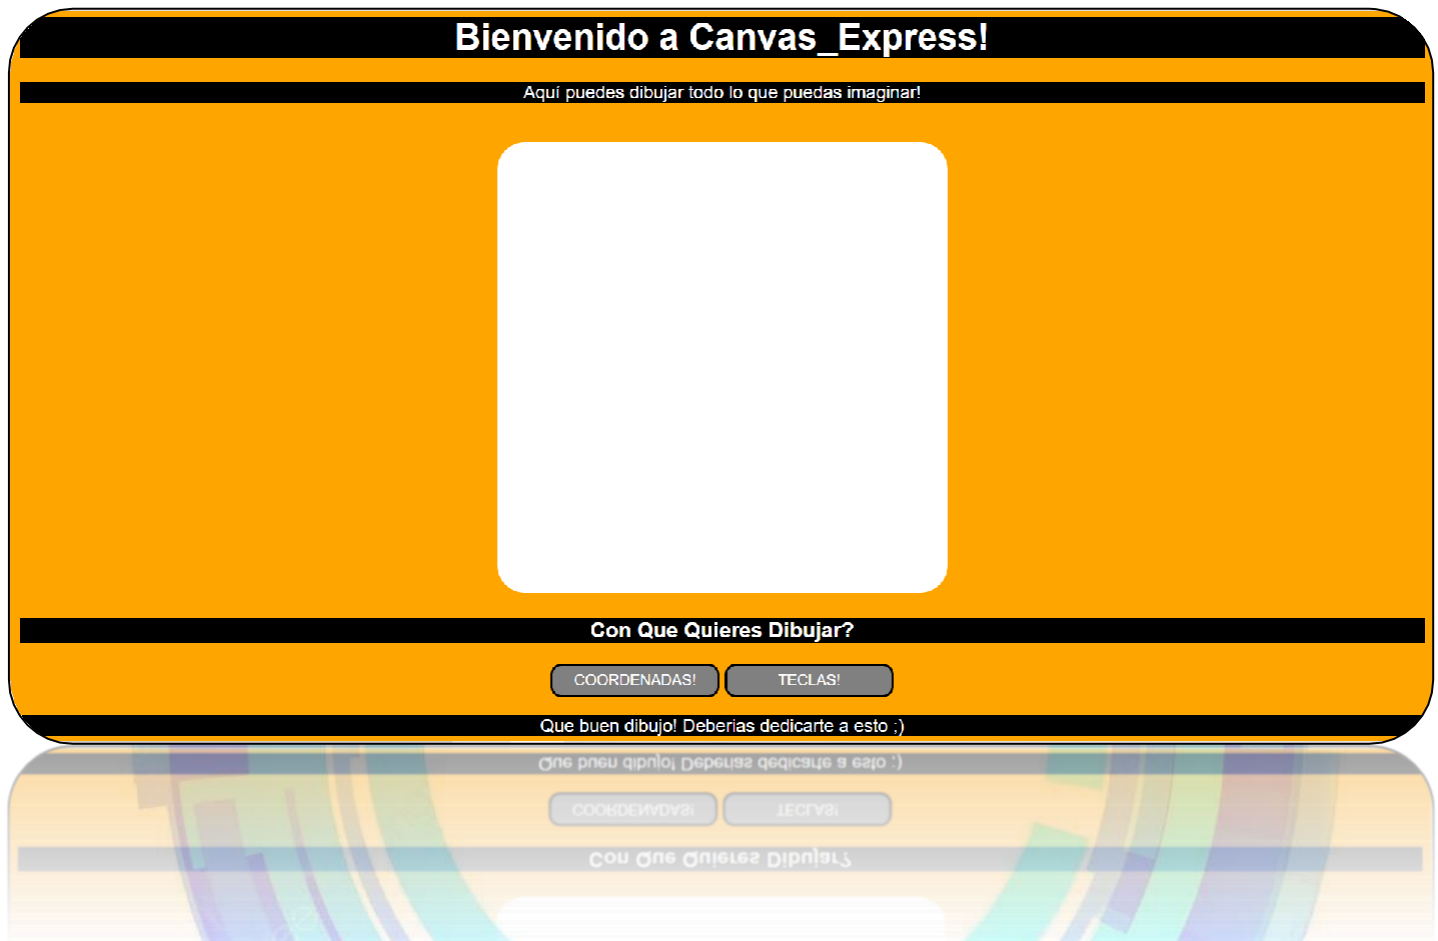 Bienvenido a Canvas_Express!
Aquí puedes dibujar todo lo que puedas imaginar!
Con Que Quieres Dibujar?
COORDENADAS! TECLAS!
Que buen dibujo! Deberias dedicarte a esto ;)